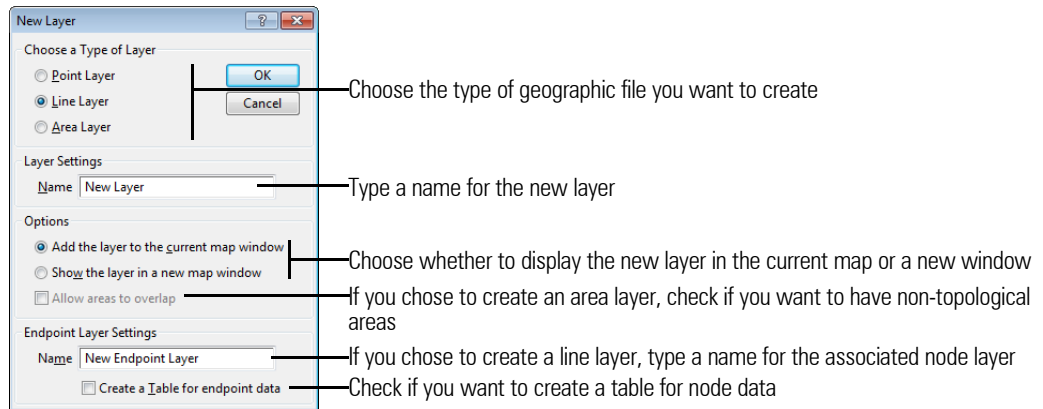 New Layer
Choose a Type of Layer
Point Layer
OK
Line Layer
Cancel
Area Layer
Choose the type of geographic file you want to create
Layer Settings
Name New Layer
Type a name for the new layer
Options
Add the layer to the current map window
Show the layer in a new map window
Choose whether to display the new layer in the current map or a new window
Allow areas to overlap
If you chose to create an area layer, check if you want to have non-topological
areas
Endpoint Layer Settings
Name New Endpoint Layer
If you chose to create a line layer, type a name for the associated node layer
Create a Table for endpoint data
Check if you want to create a table for node data